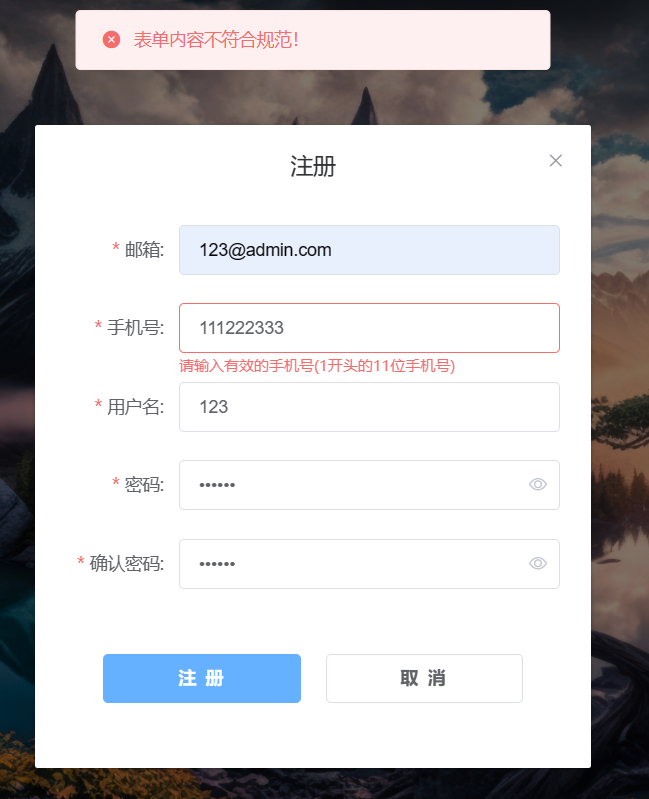 表单内容不符合规范!
注册
* 邮箱: 123@admin.com
* 手机号: 111222333
请输入有效的手机号(1开头的11位手机号)
* 用户名: 123
* 密码: ••••••
* 确认密码: ••••••
注 册 取 消